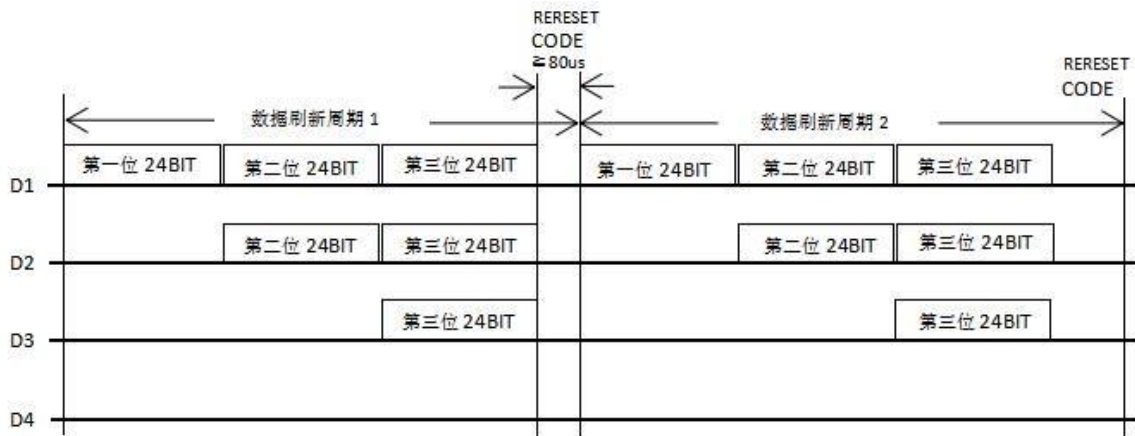 RERESET
CODE
≧80us
RERESET
CODE
数据刷新周期 1
数据刷新周期 2
第一位 24BIT
第二位 24BIT
第三位 24BIT
第一位 24BIT
第二位 24BIT
第三位 24BIT
D1
第二位 24BIT
第三位 24BIT
第二位 24BIT
第三位 24BIT
D2
第三位 24BIT
第三位 24BIT
D3
D4